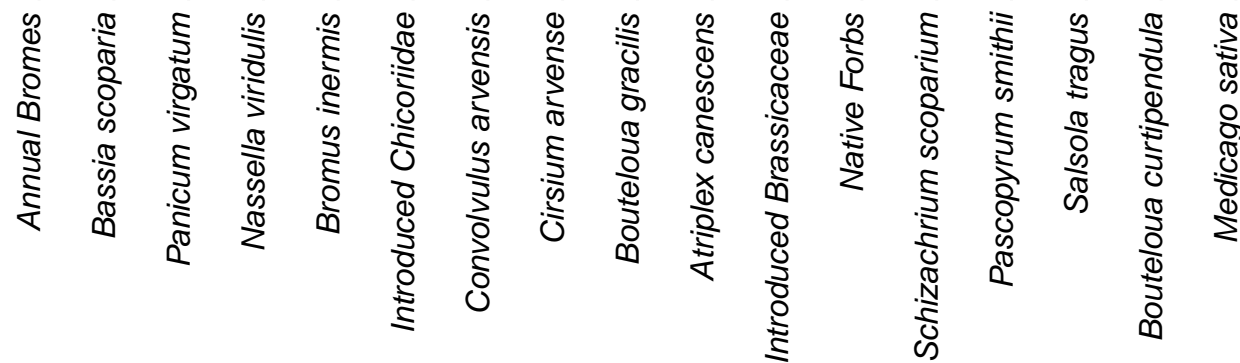 Annual Bromes
Bassia scoparia
Panicum virgatum
Nassella viridulis
Bromus inermis
Introduced Chicoriidae
Convolvulus arvensis
Cirsium arvense
Bouteloua gracilis
Atriplex canescens
Introduced Brassicaceae
Native Forbs
Schizachrium scoparium
Pascopyrum smithii
Salsola tragus
Bouteloua curtipendula
Medicago sativa